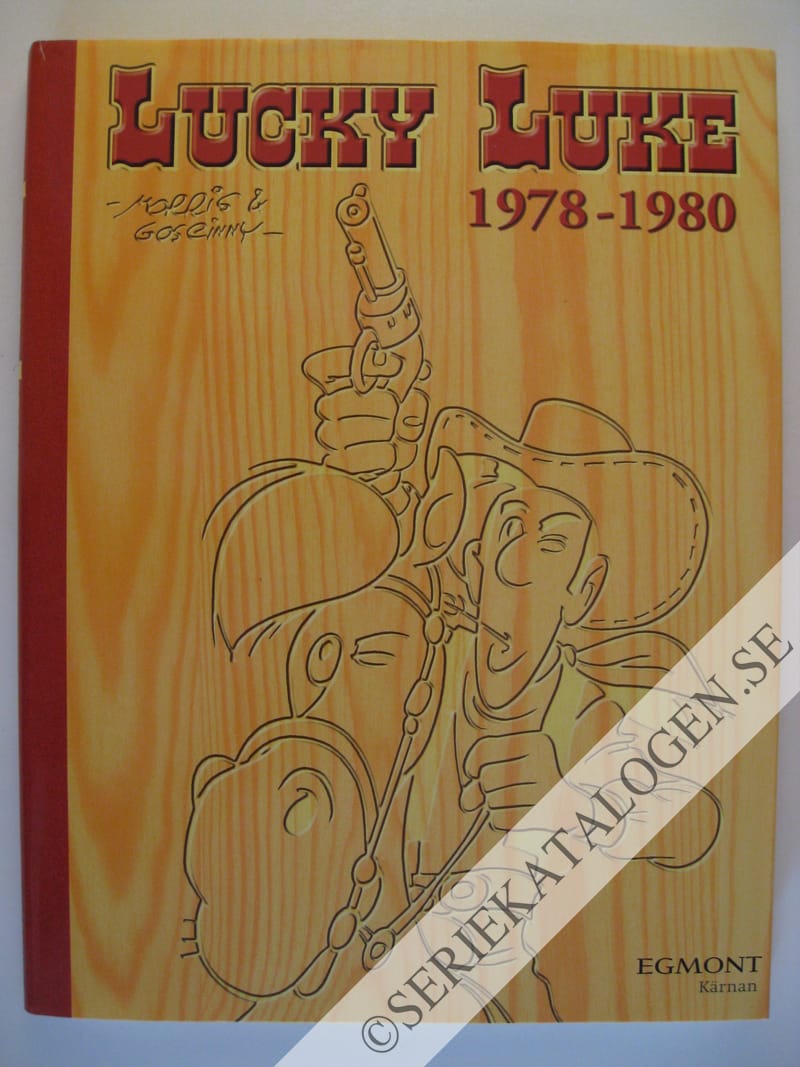 LUCKY LUKE
-MORRIS &
GOSCINNY-
1978-1980
EGMONT
Kärnan
©SERIEKATALOGEN.SE